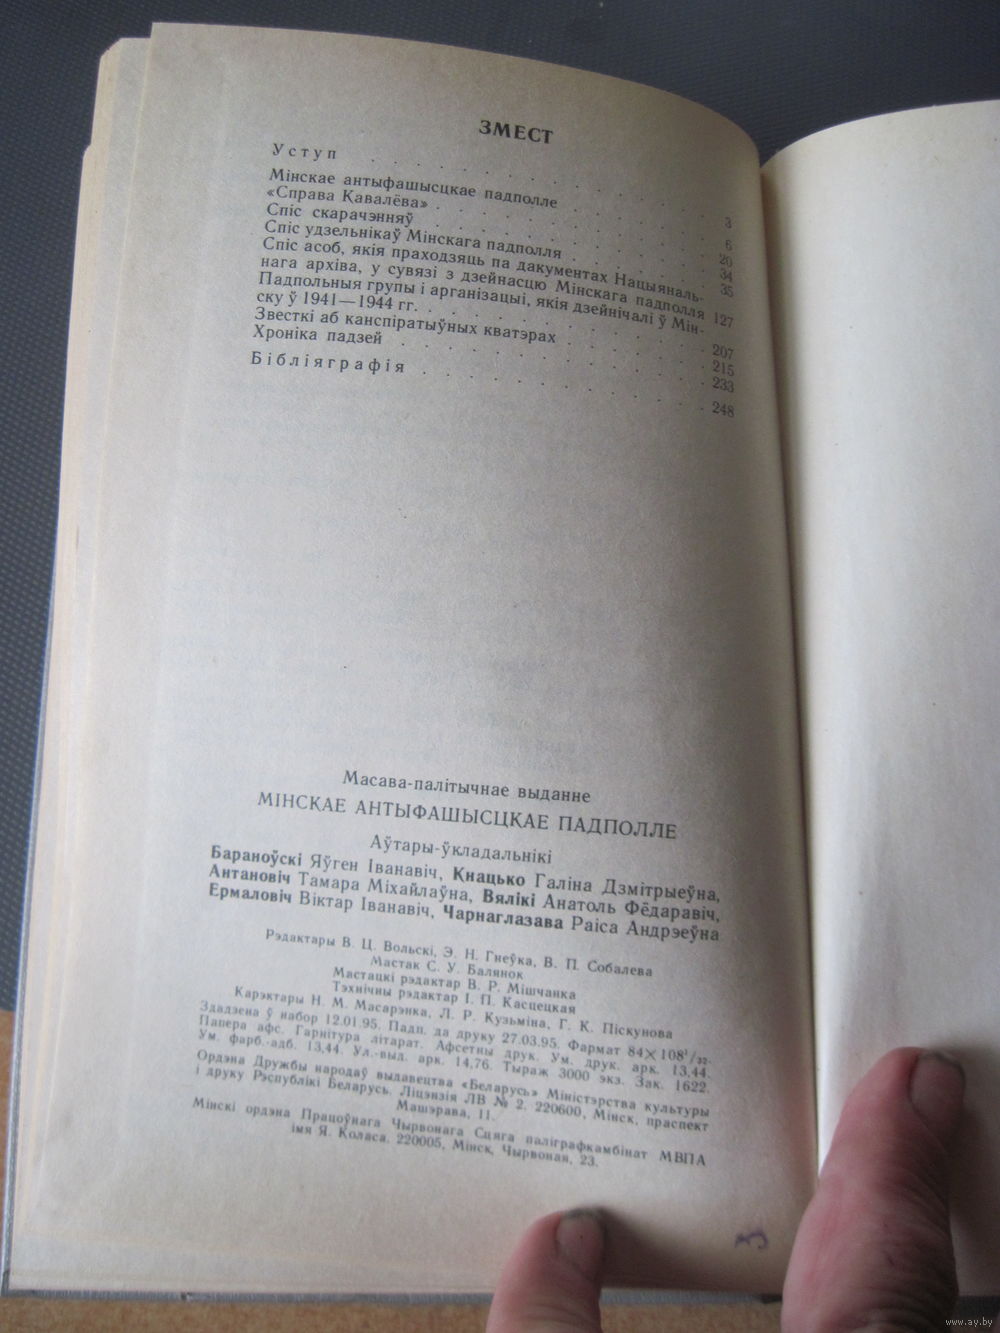 ЗМЕСТ
Уступ . . . . . . . . . . 3
Мінскае антыфашысцкае падполле . . . . 6
«Справа Кавалёва» . . . . . . . . 20
Спіс скарачэнняў . . . . . . . . 34
Спіс удзельнікаў Мінскага падполля . . . . 35
Спіс асоб, якія праходзяць па дакументах Нацыяналь-
нага архіва, у сувязі з дзейнасцю Мінскага падполля 127
Падпольныя групы і арганізацыі, якія дзейнічалі ў Мін-
ску ў 1941—1944 гг. . . . . . . . 207
Звесткі аб канспіратыўных кватэрах . . . . 215
Хроніка падзей . . . . . . . . 233
Бібліяграфія . . . . . . . . 248
Масава-палітычнае выданне
МІНСКАЕ АНТЫФАШЫСЦКАЕ ПАДПОЛЛЕ
Аўтары-ўкладальнікі
Бараноўскі Яўген Іванавіч, Кнацько Галіна Дзмітрыеўна,
Антановіч Тамара Міхайлаўна, Вялікі Анатоль Фёдаравіч,
Ермаловіч Віктар Іванавіч, Чарнаглазава Раіса Андрэеўна
Рэдактары В. Ц. Вольскі, Э. Н. Гнеўка, В. П. Собалева
Мастак С. У. Балянок
Мастацкі рэдактар В. Р. Мішчанка
Тэхнічны рэдактар І. П. Касцецкая
Карэктары Н. М. Масарэнка, Л. Р. Кузьміна, Г. К. Піскунова
Здадзена ў набор 12.01.95. Падп. да друку 27.03.95. Фармат 84×108¹/₃₂.
Папера афс. Гарнітура літарат. Афсетны друк. Ум. друк. арк. 13,44.
Ум. фарб.-адб. 13,44. Ул.-выд. арк. 14,76. Тыраж 3000 экз. Зак. 1622.
Ордэна Дружбы народаў выдавецтва «Беларусь» Міністэрства культуры
і друку Рэспублікі Беларусь. Ліцэнзія ЛВ № 2. 220600, Мінск, праспект
Машэрава, 11.
Мінскі ордэна Працоўнага Чырвонага Сцяга паліграфкамбінат МВПА
імя Я. Коласа. 220005, Мінск, Чырвоная, 23.
www.ay.by